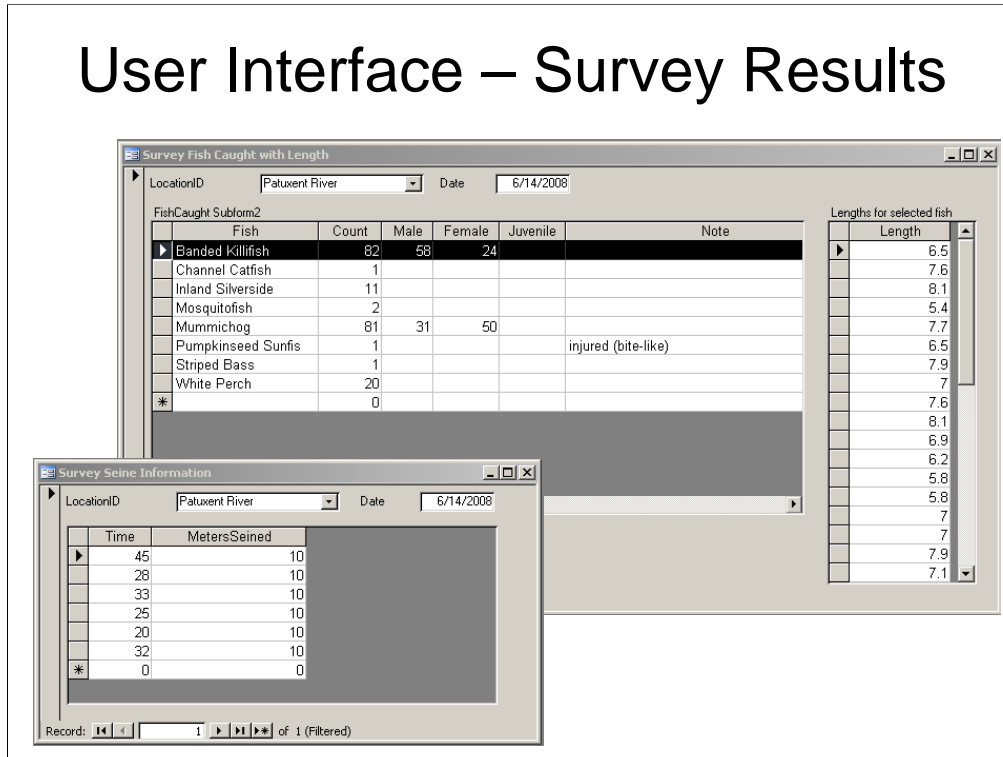 User Interface – Survey Results
Survey Fish Caught with Length
LocationID Patuxent River Date 6/14/2008
FishCaught Subform2
Fish Count Male Female Juvenile Note
Banded Killifish 82 58 24
Channel Catfish 1
Inland Silverside 11
Mosquitofish 2
Mummichog 81 31 50
Pumpkinseed Sunfis 1 injured (bite-like)
Striped Bass 1
White Perch 20
* 0
Lengths for selected fish
Length
6.5
7.6
8.1
5.4
7.7
6.5
7.9
7
7.6
8.1
6.9
6.2
5.8
5.8
7
7
7.9
7.1
Survey Seine Information
LocationID Patuxent River Date 6/14/2008
Time MetersSeined
45 10
28 10
33 10
25 10
20 10
32 10
* 0 0
Record: 1 of 1 (Filtered)